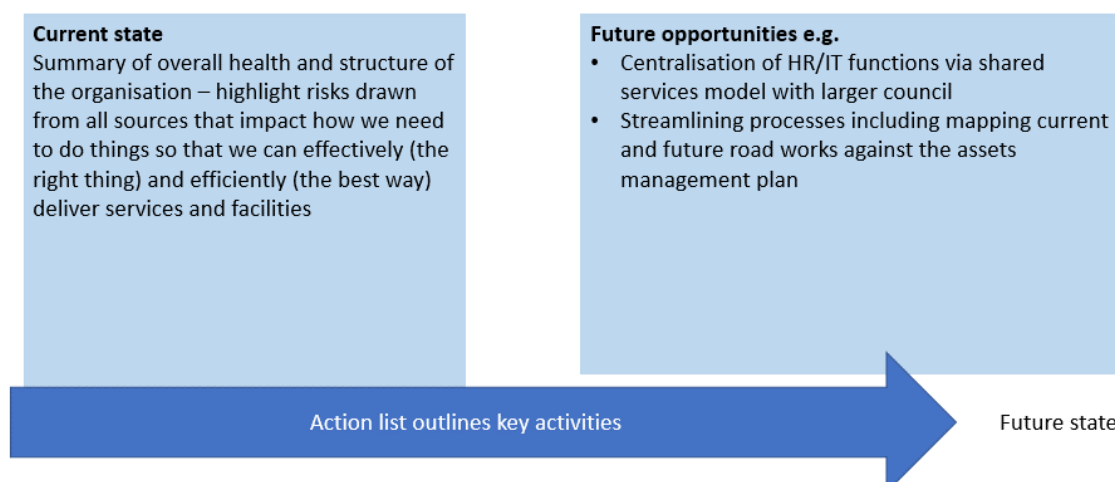 Current state
Summary of overall health and structure of
the organisation – highlight risks drawn
from all sources that impact how we need
to do things so that we can effectively (the
right thing) and efficiently (the best way)
deliver services and facilities
Future opportunities e.g.
• Centralisation of HR/IT functions via shared
services model with larger council
• Streamlining processes including mapping current
and future road works against the assets
management plan
Action list outlines key activities
Future state